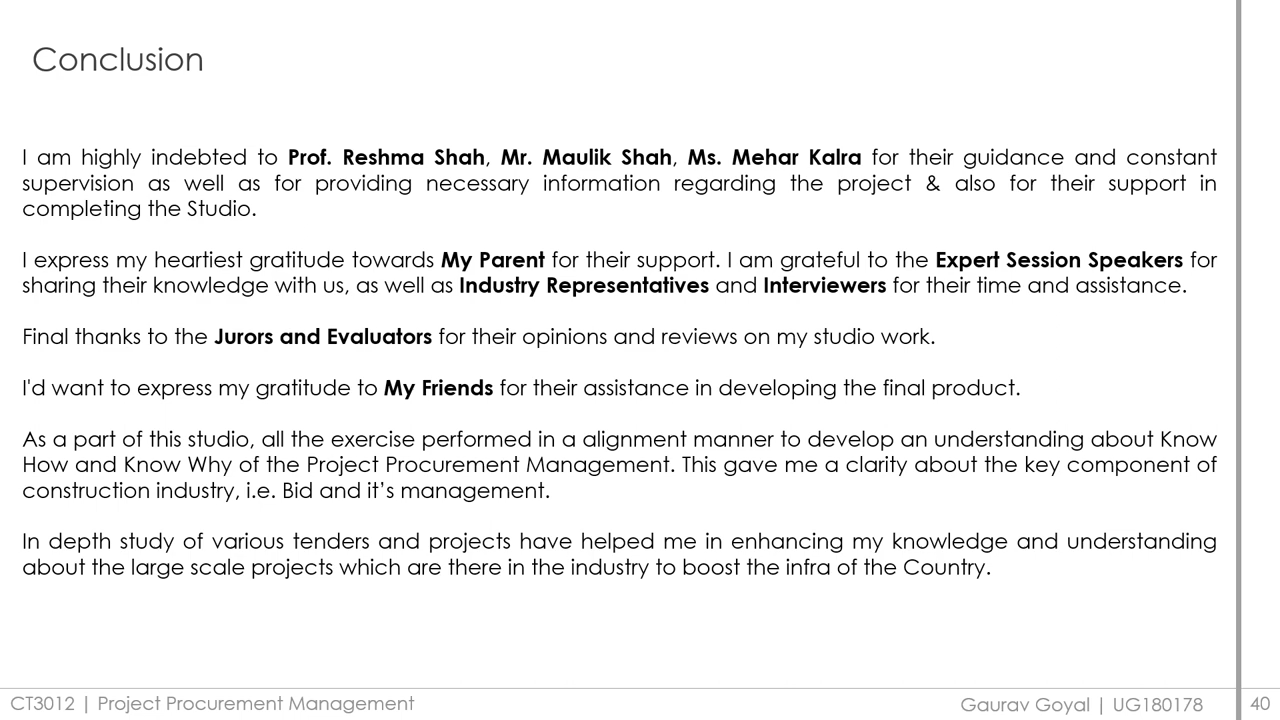 Conclusion
I am highly indebted to Prof. Reshma Shah, Mr. Maulik Shah, Ms. Mehar Kalra for their guidance and constant
supervision as well as for providing necessary information regarding the project & also for their support in
completing the Studio.
I express my heartiest gratitude towards My Parent for their support. I am grateful to the Expert Session Speakers for
sharing their knowledge with us, as well as Industry Representatives and Interviewers for their time and assistance.
Final thanks to the Jurors and Evaluators for their opinions and reviews on my studio work.
I'd want to express my gratitude to My Friends for their assistance in developing the final product.
As a part of this studio, all the exercise performed in a alignment manner to develop an understanding about Know
How and Know Why of the Project Procurement Management. This gave me a clarity about the key component of
construction industry, i.e. Bid and it’s management.
In depth study of various tenders and projects have helped me in enhancing my knowledge and understanding
about the large scale projects which are there in the industry to boost the infra of the Country.
CT3012 | Project Procurement Management
Gaurav Goyal | UG180178
40